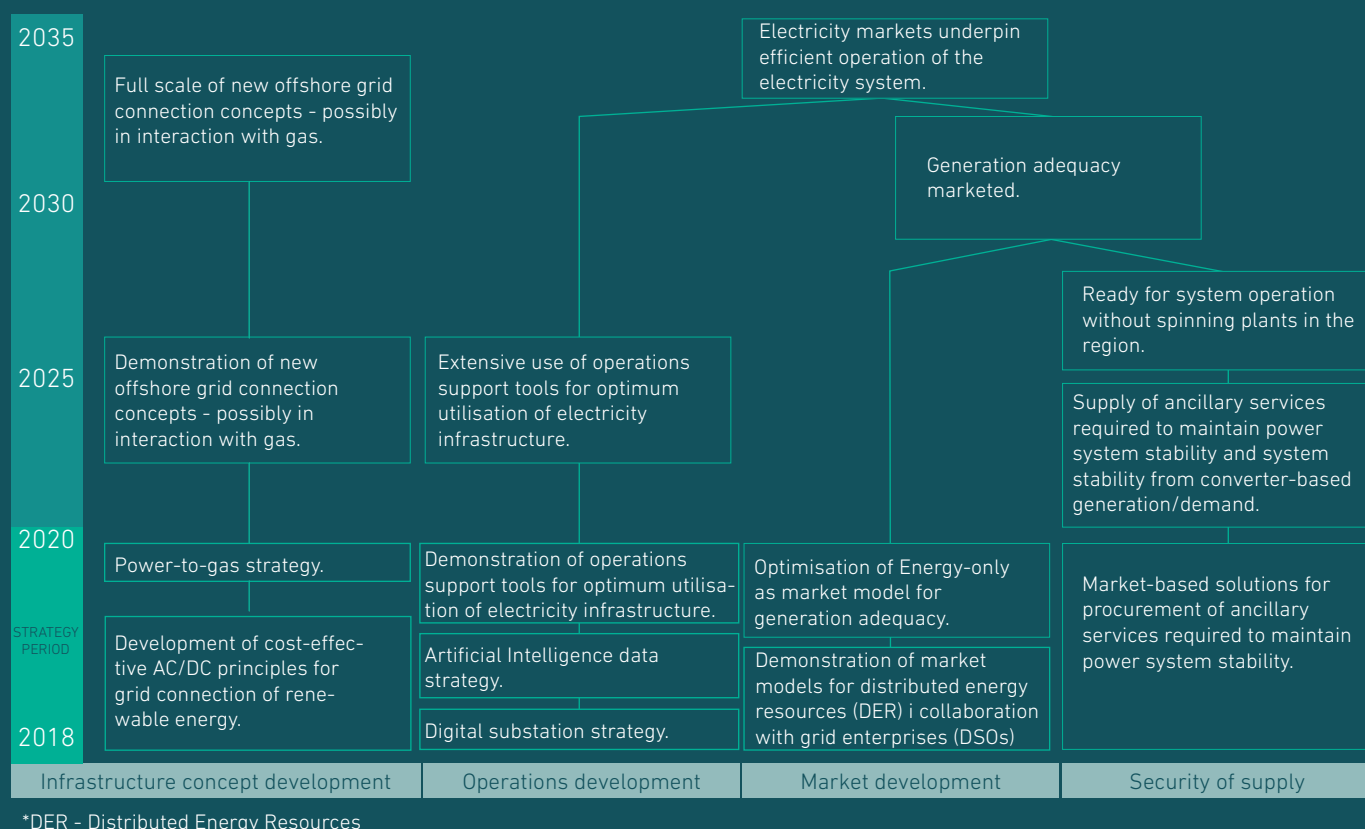 2035
2030
2025
2020
STRATEGY
PERIOD
2018
Full scale of new offshore grid
connection concepts - possibly
in interaction with gas.
Demonstration of new
offshore grid connection
concepts - possibly in
interaction with gas.
Power-to-gas strategy.
Development of cost-effec-
tive AC/DC principles for
grid connection of rene-
wable energy.
Infrastructure concept development
Extensive use of operations
support tools for optimum
utilisation of electricity
infrastructure.
Demonstration of operations
support tools for optimum utilisa-
tion of electricity infrastructure.
Artificial Intelligence data
strategy.
Digital substation strategy.
Operations development
Electricity markets underpin
efficient operation of the
electricity system.
Generation adequacy
marketed.
Optimisation of Energy-only
as market model for
generation adequacy.
Demonstration of market
models for distributed energy
resources (DER) i collaboration
with grid enterprises (DSOs)
Market development
Ready for system operation
without spinning plants in the
region.
Supply of ancillary services
required to maintain power
system stability and system
stability from converter-based
generation/demand.
Market-based solutions for
procurement of ancillary
services required to maintain
power system stability.
Security of supply
*DER - Distributed Energy Resources